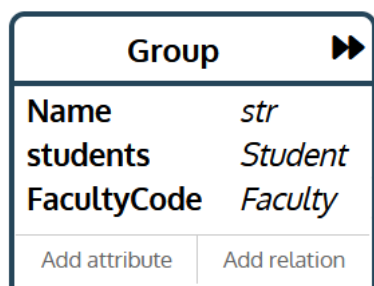 Group
Name str
students Student
FacultyCode Faculty
Add attribute Add relation